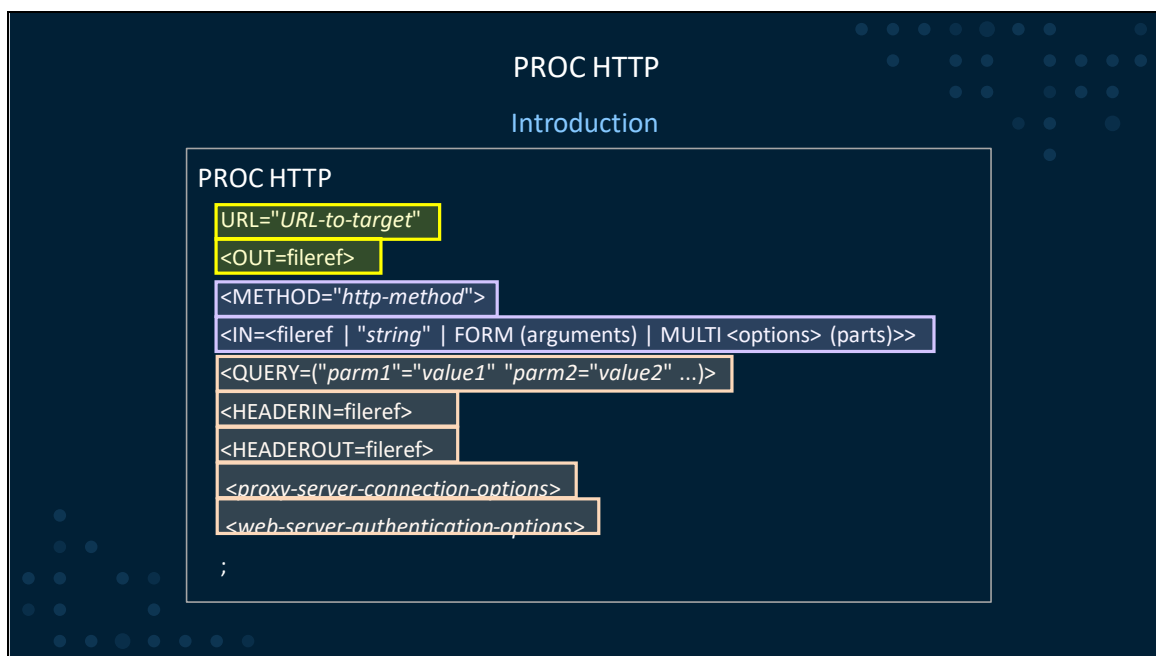 PROC HTTP
Introduction
PROC HTTP
URL="URL-to-target"
<OUT=fileref>
<METHOD="http-method">
<IN=<fileref | "string" | FORM (arguments) | MULTI <options> (parts)>>
<QUERY=("parm1"="value1" "parm2="value2" ...)>
<HEADERIN=fileref>
<HEADEROUT=fileref>
<proxy-server-connection-options>
<web-server-authentication-options>
;